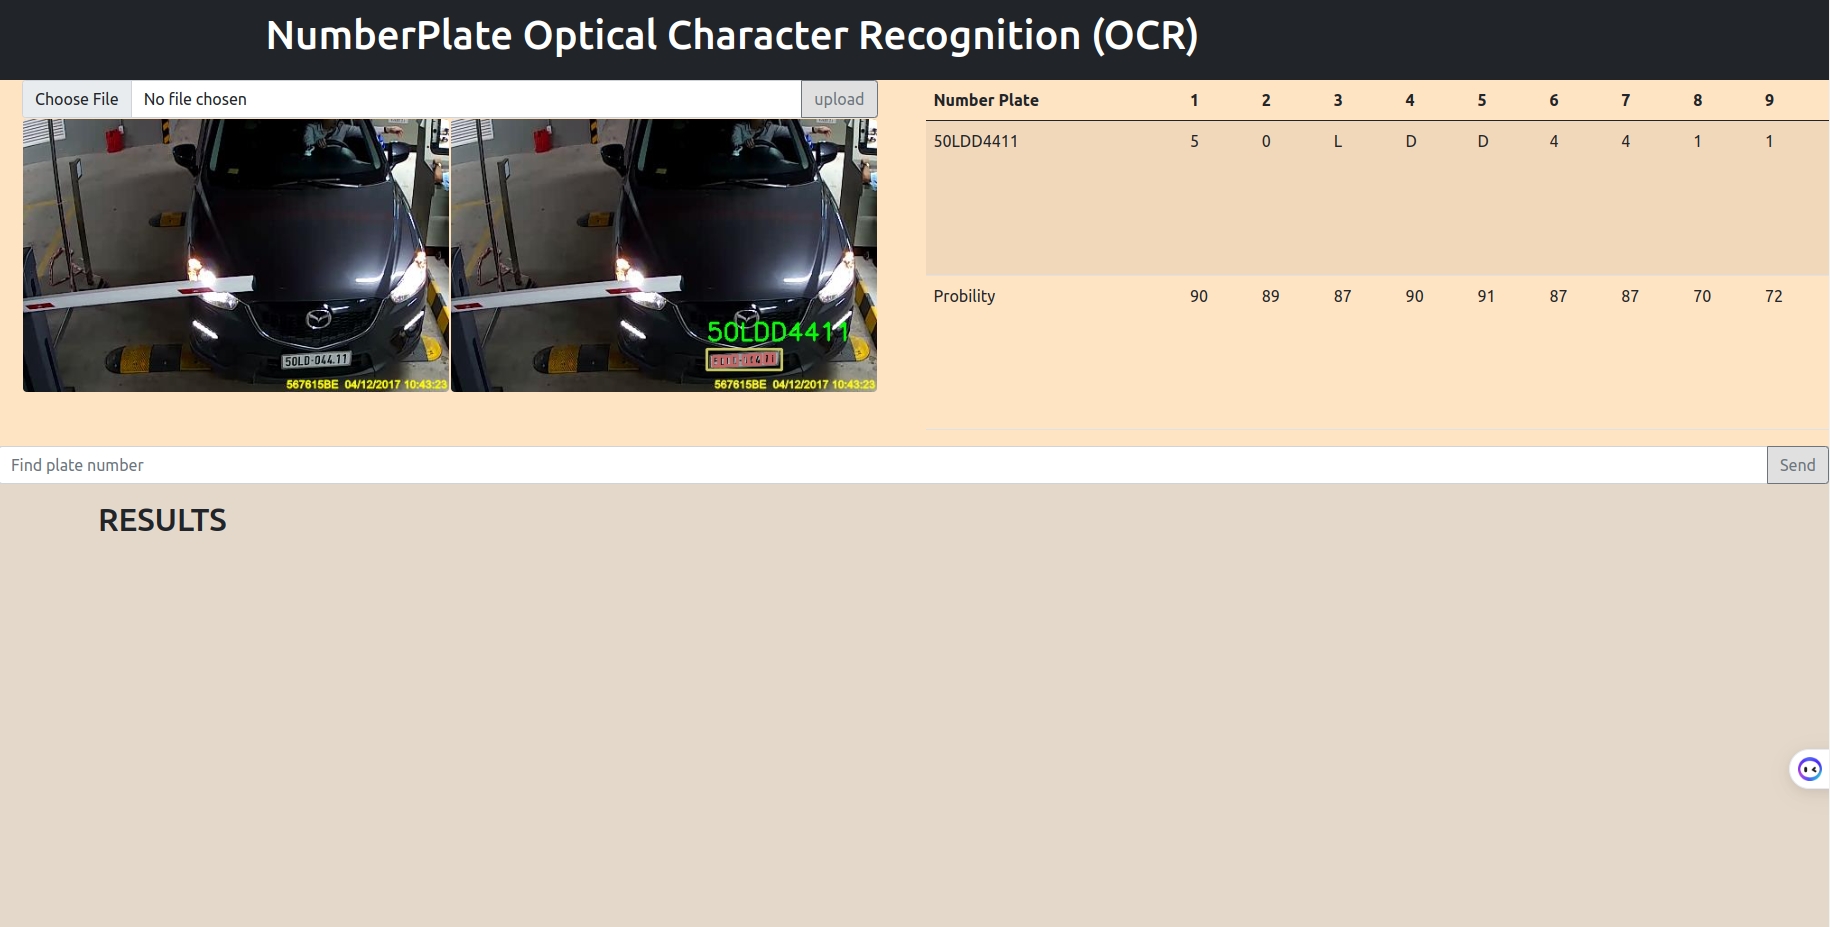 NumberPlate Optical Character Recognition (OCR)
Choose File No file chosen upload
50LD-044.11
567615BE 04/12/2017 10:43:23
50LDD4411
567615BE 04/12/2017 10:43:23
Number Plate 1 2 3 4 5 6 7 8 9
50LDD4411 5 0 L D D 4 4 1 1
Probility 90 89 87 90 91 87 87 70 72
Find plate number Send
RESULTS